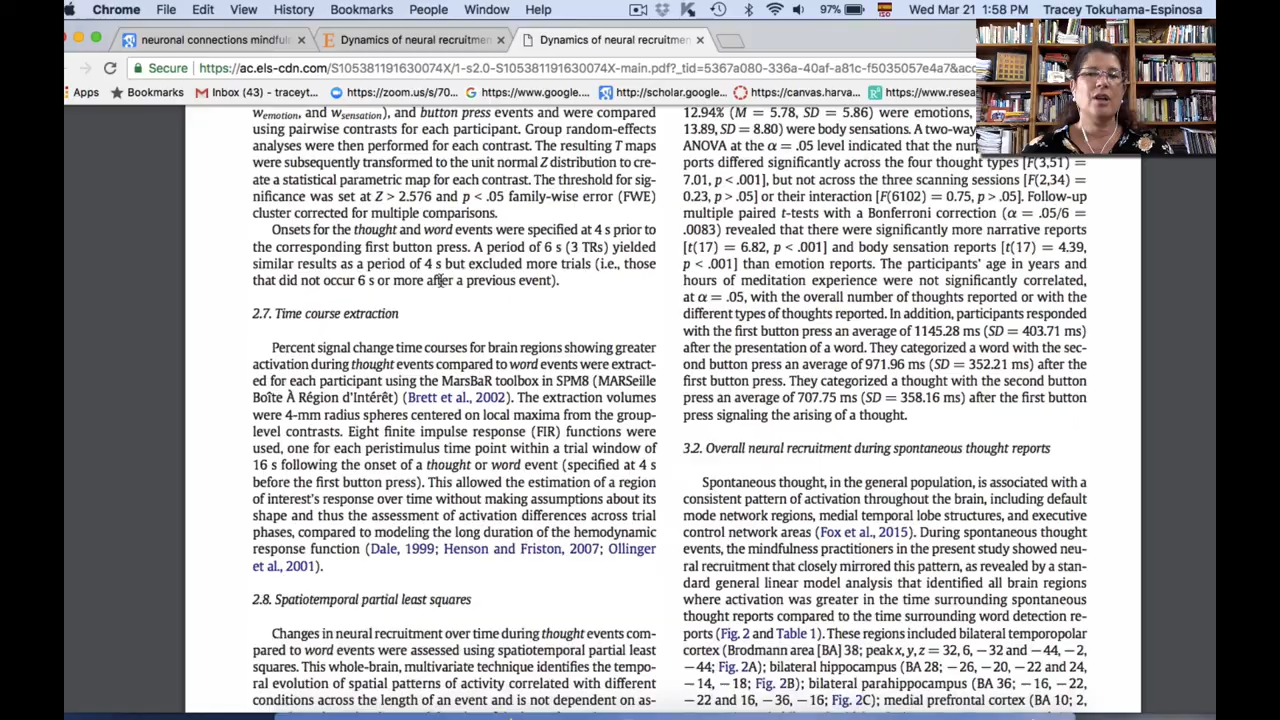 Chrome File Edit View History Bookmarks People Window Help 97% Wed Mar 21 1:58 PM Tracey Tokuhama-Espinosa
neuronal connections mindful × Dynamics of neural recruitmen × Dynamics of neural recruitmen ×
Secure https://ac.els-cdn.com/S105381191630074X/1-s2.0-S105381191630074X-main.pdf?_tid=5367a080-336a-40af-a81c-f5035057e4a7&acc
Apps Bookmarks Inbox (43) - traceyt... https://zoom.us/s/70... https://www.google.... http://scholar.google... https://canvas.harva... https://www.resea
wemotion, and wsensation), and button press events and were compared
using pairwise contrasts for each participant. Group random-effects
analyses were then performed for each contrast. The resulting T maps
were subsequently transformed to the unit normal Z distribution to cre-
ate a statistical parametric map for each contrast. The threshold for sig-
nificance was set at Z > 2.576 and p < .05 family-wise error (FWE)
cluster corrected for multiple comparisons.
Onsets for the thought and word events were specified at 4 s prior to
the corresponding first button press. A period of 6 s (3 TRs) yielded
similar results as a period of 4 s but excluded more trials (i.e., those
that did not occur 6 s or more after a previous event).
2.7. Time course extraction
Percent signal change time courses for brain regions showing greater
activation during thought events compared to word events were extract-
ed for each participant using the MarsBaR toolbox in SPM8 (MARSeille
Boîte À Région d'Intérêt) (Brett et al., 2002). The extraction volumes
were 4-mm radius spheres centered on local maxima from the group-
level contrasts. Eight finite impulse response (FIR) functions were
used, one for each peristimulus time point within a trial window of
16 s following the onset of a thought or word event (specified at 4 s
before the first button press). This allowed the estimation of a region
of interest's response over time without making assumptions about its
shape and thus the assessment of activation differences across trial
phases, compared to modeling the long duration of the hemodynamic
response function (Dale, 1999; Henson and Friston, 2007; Ollinger
et al., 2001).
2.8. Spatiotemporal partial least squares
Changes in neural recruitment over time during thought events com-
pared to word events were assessed using spatiotemporal partial least
squares. This whole-brain, multivariate technique identifies the tempo-
ral evolution of spatial patterns of activity correlated with different
conditions across the length of an event and is not dependent on as-
12.94% (M = 5.78, SD = 5.86) were emotions,
13.89, SD = 8.80) were body sensations. A two-way
ANOVA at the α = .05 level indicated that the nu
ports differed significantly across the four thought types [F(3,51) =
7.01, p < .001], but not across the three scanning sessions [F(2,34) =
0.23, p > .05] or their interaction [F(6102) = 0.75, p > .05]. Follow-up
multiple paired t-tests with a Bonferroni correction (α = .05/6 =
.0083) revealed that there were significantly more narrative reports
[t(17) = 6.82, p < .001] and body sensation reports [t(17) = 4.39,
p < .001] than emotion reports. The participants' age in years and
hours of meditation experience were not significantly correlated,
at α = .05, with the overall number of thoughts reported or with the
different types of thoughts reported. In addition, participants responded
with the first button press an average of 1145.28 ms (SD = 403.71 ms)
after the presentation of a word. They categorized a word with the sec-
ond button press an average of 971.96 ms (SD = 352.21 ms) after the
first button press. They categorized a thought with the second button
press an average of 707.75 ms (SD = 358.16 ms) after the first button
press signaling the arising of a thought.
3.2. Overall neural recruitment during spontaneous thought reports
Spontaneous thought, in the general population, is associated with a
consistent pattern of activation throughout the brain, including default
mode network regions, medial temporal lobe structures, and executive
control network areas (Fox et al., 2015). During spontaneous thought
events, the mindfulness practitioners in the present study showed neu-
ral recruitment that closely mirrored this pattern, as revealed by a stan-
dard general linear model analysis that identified all brain regions
where activation was greater in the time surrounding spontaneous
thought reports compared to the time surrounding word detection re-
ports (Fig. 2 and Table 1). These regions included bilateral temporopolar
cortex (Brodmann area [BA] 38; peak x, y, z = 32, 6, −32 and −44, −2,
−44; Fig. 2A); bilateral hippocampus (BA 28; −26, −20, −22 and 24,
−14, −18; Fig. 2B); bilateral parahippocampus (BA 36; −16, −22,
−22 and 16, −36, −16; Fig. 2C); medial prefrontal cortex (BA 10; 2,